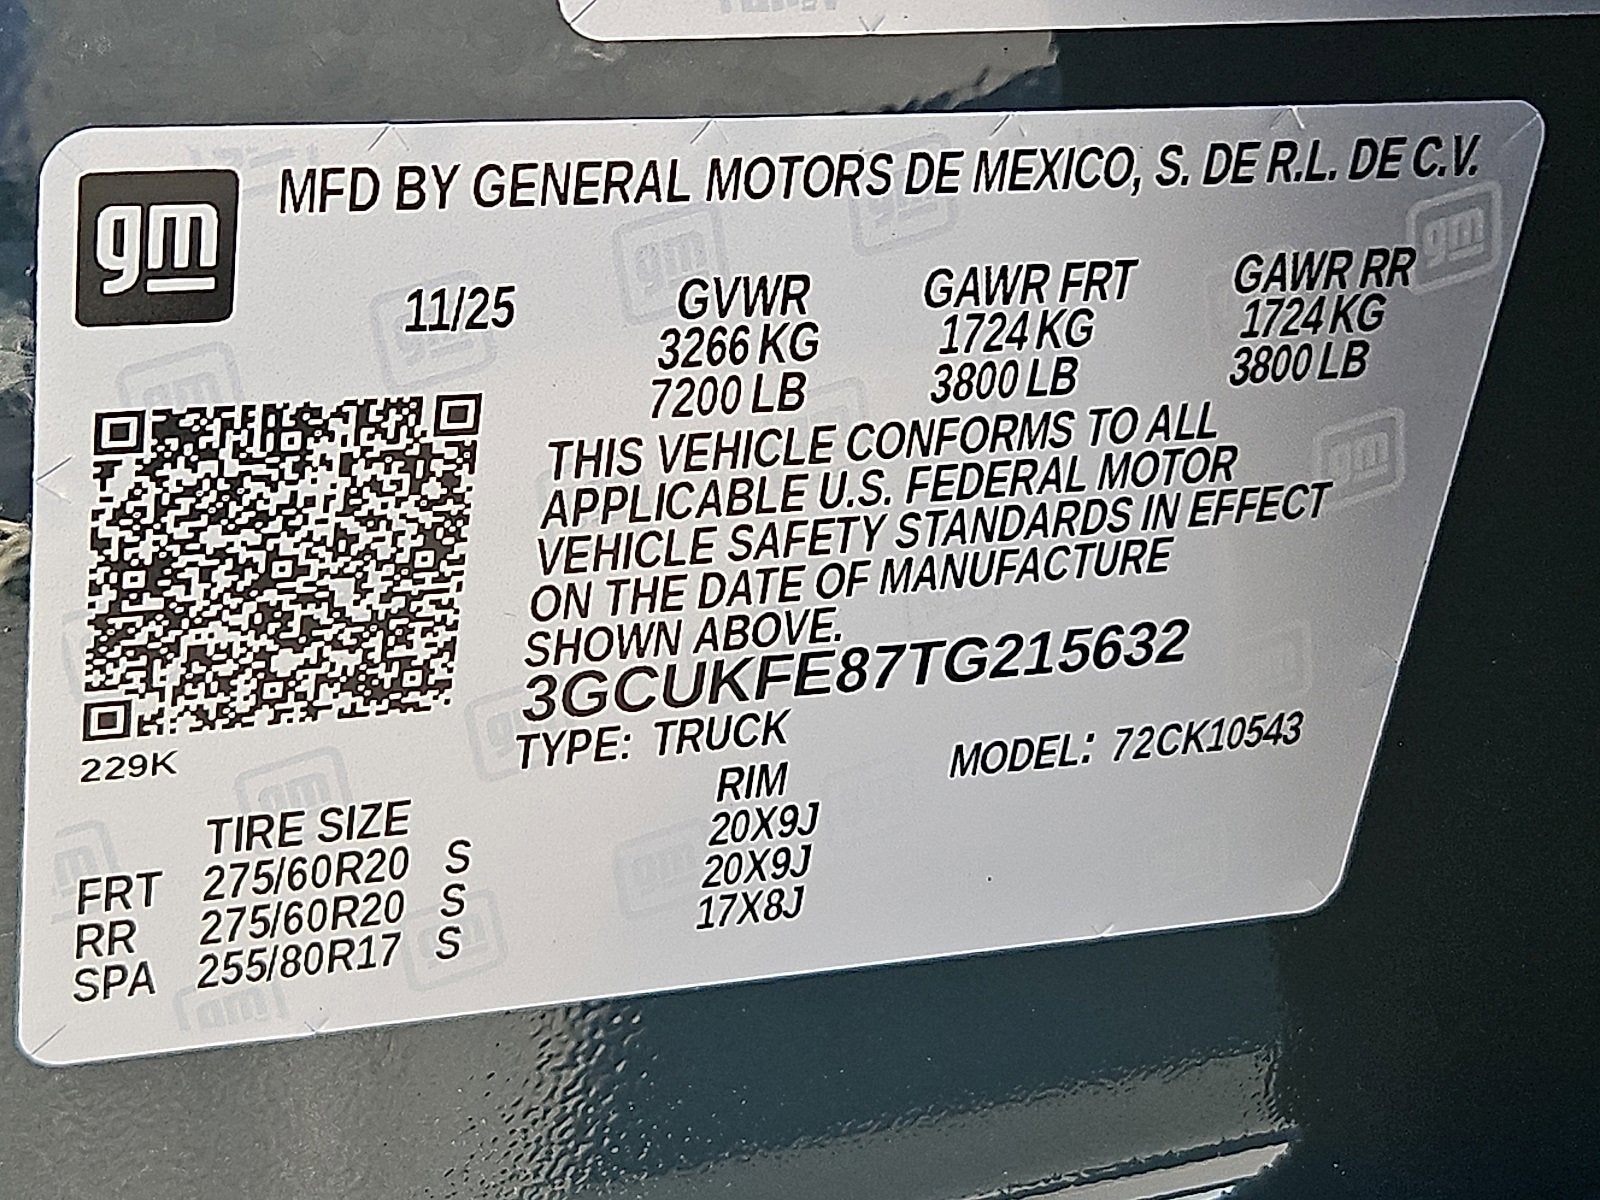 gm
MFD BY GENERAL MOTORS DE MEXICO, S. DE R.L. DE C.V.
11/25 GVWR GAWR FRT GAWR RR
3266 KG 1724 KG 1724 KG
7200 LB 3800 LB 3800 LB
THIS VEHICLE CONFORMS TO ALL
APPLICABLE U.S. FEDERAL MOTOR
VEHICLE SAFETY STANDARDS IN EFFECT
ON THE DATE OF MANUFACTURE
SHOWN ABOVE.
3GCUKFE87TG215632
TYPE: TRUCK MODEL: 72CK10543
229K
TIRE SIZE RIM
FRT 275/60R20 S 20X9J
RR 275/60R20 S 20X9J
SPA 255/80R17 S 17X8J